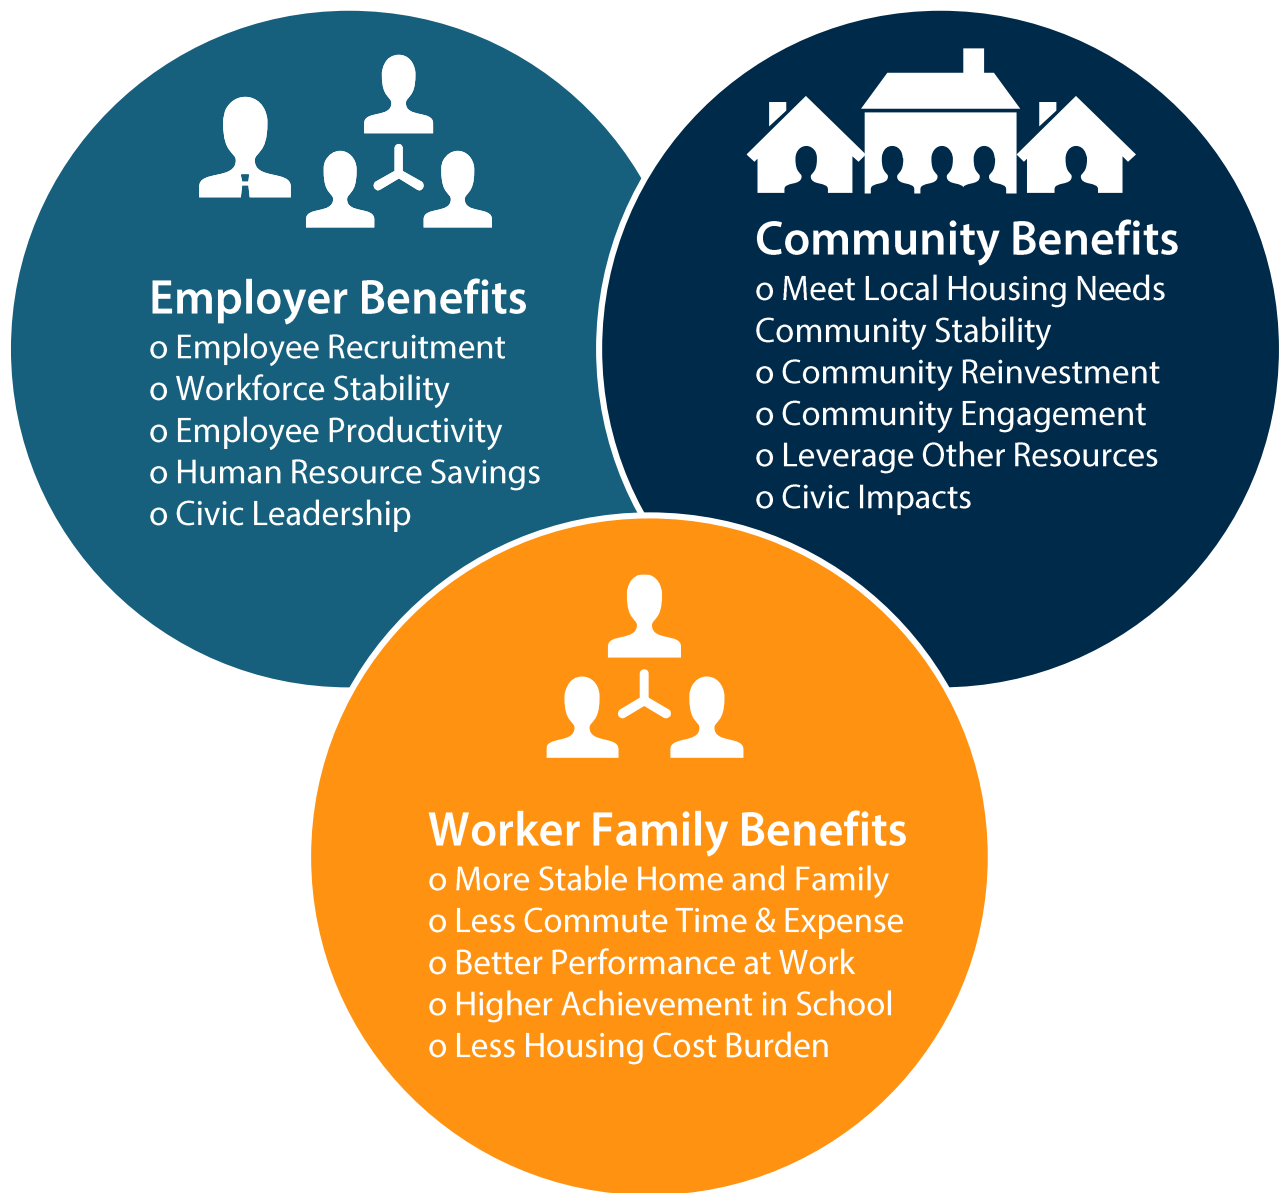 Employer Benefits
o Employee Recruitment
o Workforce Stability
o Employee Productivity
o Human Resource Savings
o Civic Leadership
Community Benefits
o Meet Local Housing Needs
Community Stability
o Community Reinvestment
o Community Engagement
o Leverage Other Resources
o Civic Impacts
Worker Family Benefits
o More Stable Home and Family
o Less Commute Time & Expense
o Better Performance at Work
o Higher Achievement in School
o Less Housing Cost Burden